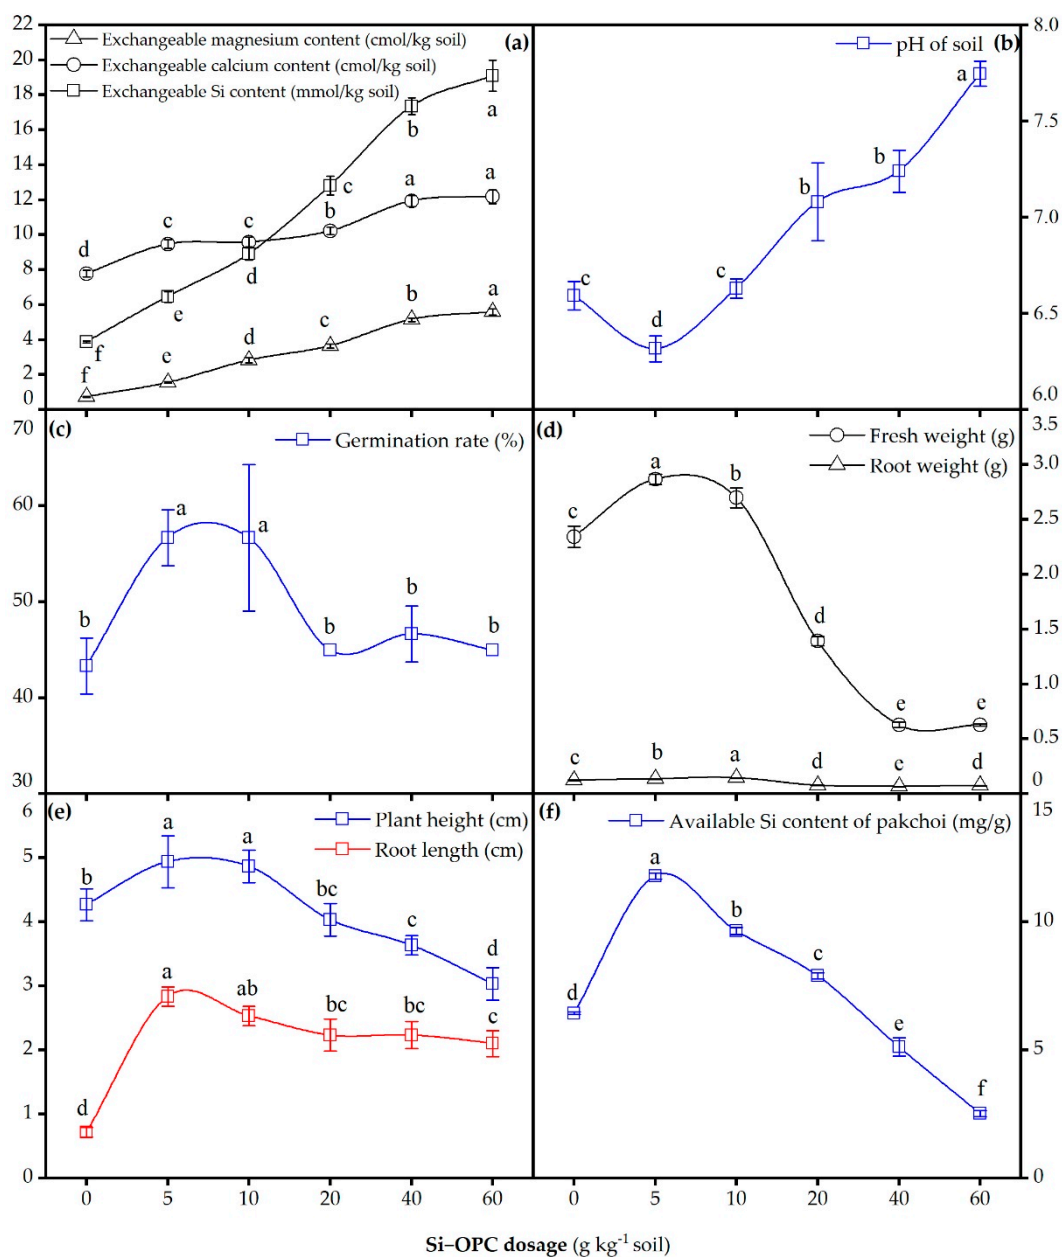 22
20
18
16
14
12
10
8
6
4
2
0
Exchangeable magnesium content (cmol/kg soil)
Exchangeable calcium content (cmol/kg soil)
Exchangeable Si content (mmol/kg soil)
(a)
a
b
c
d
e
f
a
a
b
c
c
d
a
b
c
d
e
f
pH of soil
(b)
8.0
7.5
7.0
6.5
6.0
c
d
c
b
b
a
(c)
Germination rate (%)
70
60
50
40
30
b
a
a
b
b
b
(d)
Fresh weight (g)
Root weight (g)
3.5
3.0
2.5
2.0
1.5
1.0
0.5
0
c
a
b
d
e
e
c
b
a
d
e
d
(e)
Plant height (cm)
Root length (cm)
6
5
4
3
2
1
0
b
a
a
bc
c
d
d
a
ab
bc
bc
c
0 5 10 20 40 60
(f)
Available Si content of pakchoi (mg/g)
15
10
5
0
d
a
b
c
e
f
0 5 10 20 40 60
Si–OPC dosage (g kg⁻¹ soil)